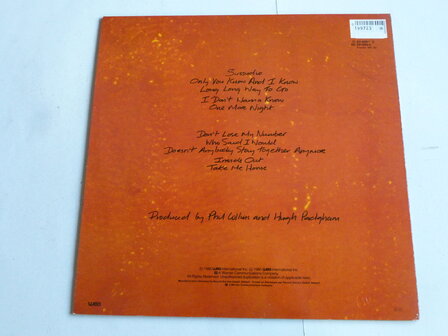 199723
Sussudio
Only You Know And I Know
Long Long Way To Go
I Don't Wanna Know
One More Night
Don't Lose My Number
Who Said I Would
Doesn't Anybody Stay Together Anymore
Inside Out
Take Me Home
Produced by Phil Collins and Hugh Padgham
wea